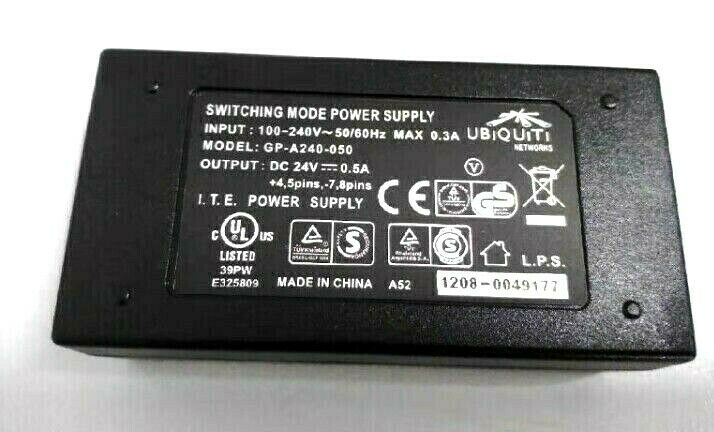 SWITCHING MODE POWER SUPPLY
INPUT : 100-240V~50/60Hz MAX 0.3A
UBiQUiTi
NETWORKS
MODEL: GP-A240-050
OUTPUT : DC 24V⎓0.5A
+4,5pins,-7,8pins
I.T.E. POWER SUPPLY
CE
V
C UL US
LISTED
39PW
E325809
S
S
L.P.S.
MADE IN CHINA A52 1208-0049177